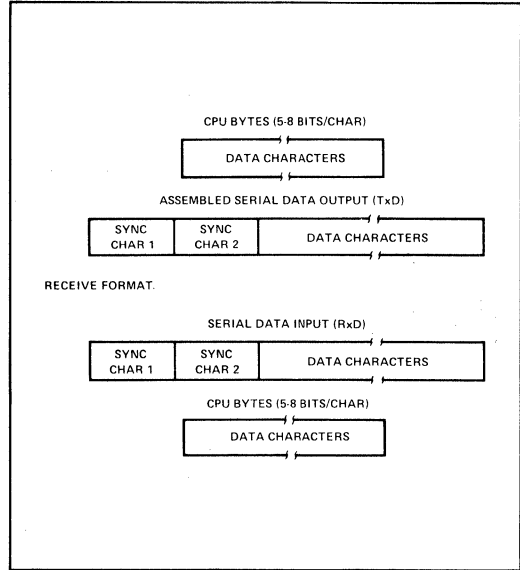 CPU BYTES (5-8 BITS/CHAR)
DATA CHARACTERS
ASSEMBLED SERIAL DATA OUTPUT (TxD)
SYNC CHAR 1 SYNC CHAR 2 DATA CHARACTERS
RECEIVE FORMAT.
SERIAL DATA INPUT (RxD)
SYNC CHAR 1 SYNC CHAR 2 DATA CHARACTERS
CPU BYTES (5-8 BITS/CHAR)
DATA CHARACTERS